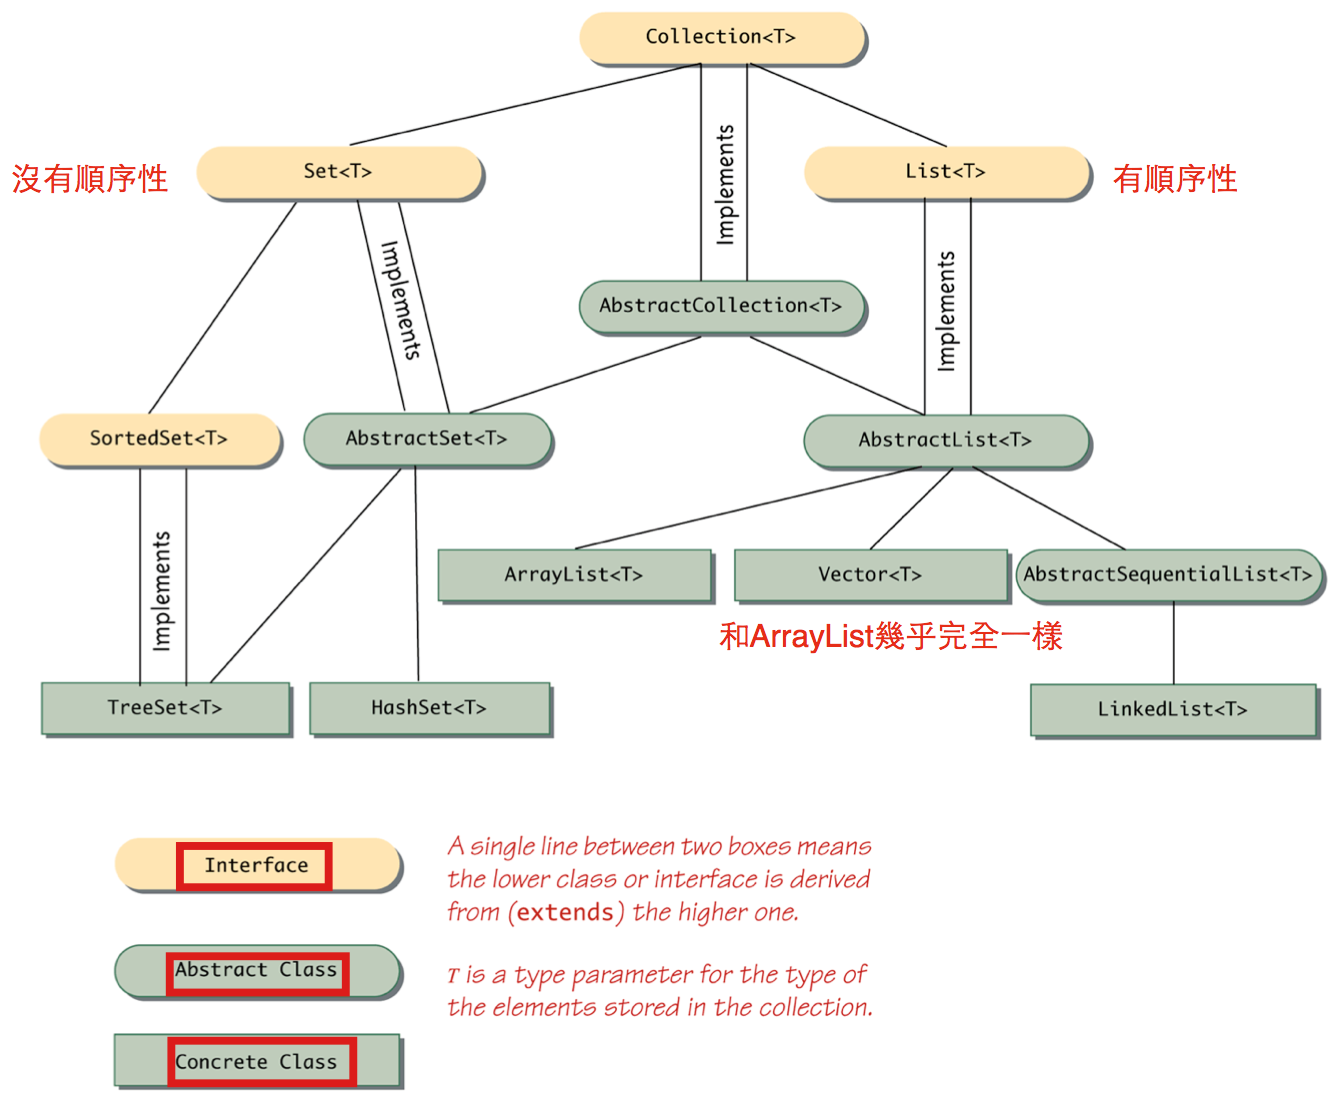 Collection<T>
沒有順序性
Set<T>
Implements
List<T>
有順序性
Implements
AbstractCollection<T>
Implements
SortedSet<T>
AbstractSet<T>
AbstractList<T>
Implements
ArrayList<T>
Vector<T>
AbstractSequentialList<T>
和ArrayList幾乎完全一樣
TreeSet<T>
HashSet<T>
LinkedList<T>
Interface
A single line between two boxes means
the lower class or interface is derived
from (extends) the higher one.
Abstract Class
T is a type parameter for the type of
the elements stored in the collection.
Concrete Class